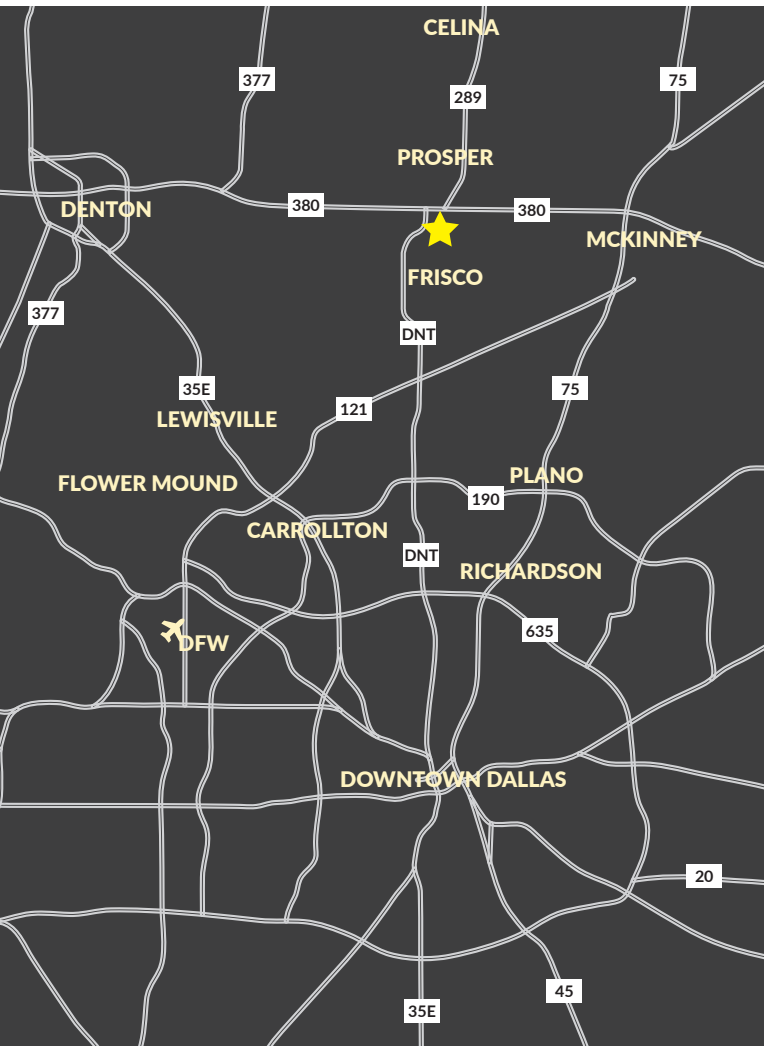 CELINA
377
75
289
PROSPER
380
380
DENTON
MCKINNEY
FRISCO
377
DNT
35E
75
121
LEWISVILLE
PLANO
FLOWER MOUND
190
CARROLLTON
DNT
RICHARDSON
635
DFW
DOWNTOWN DALLAS
20
45
35E